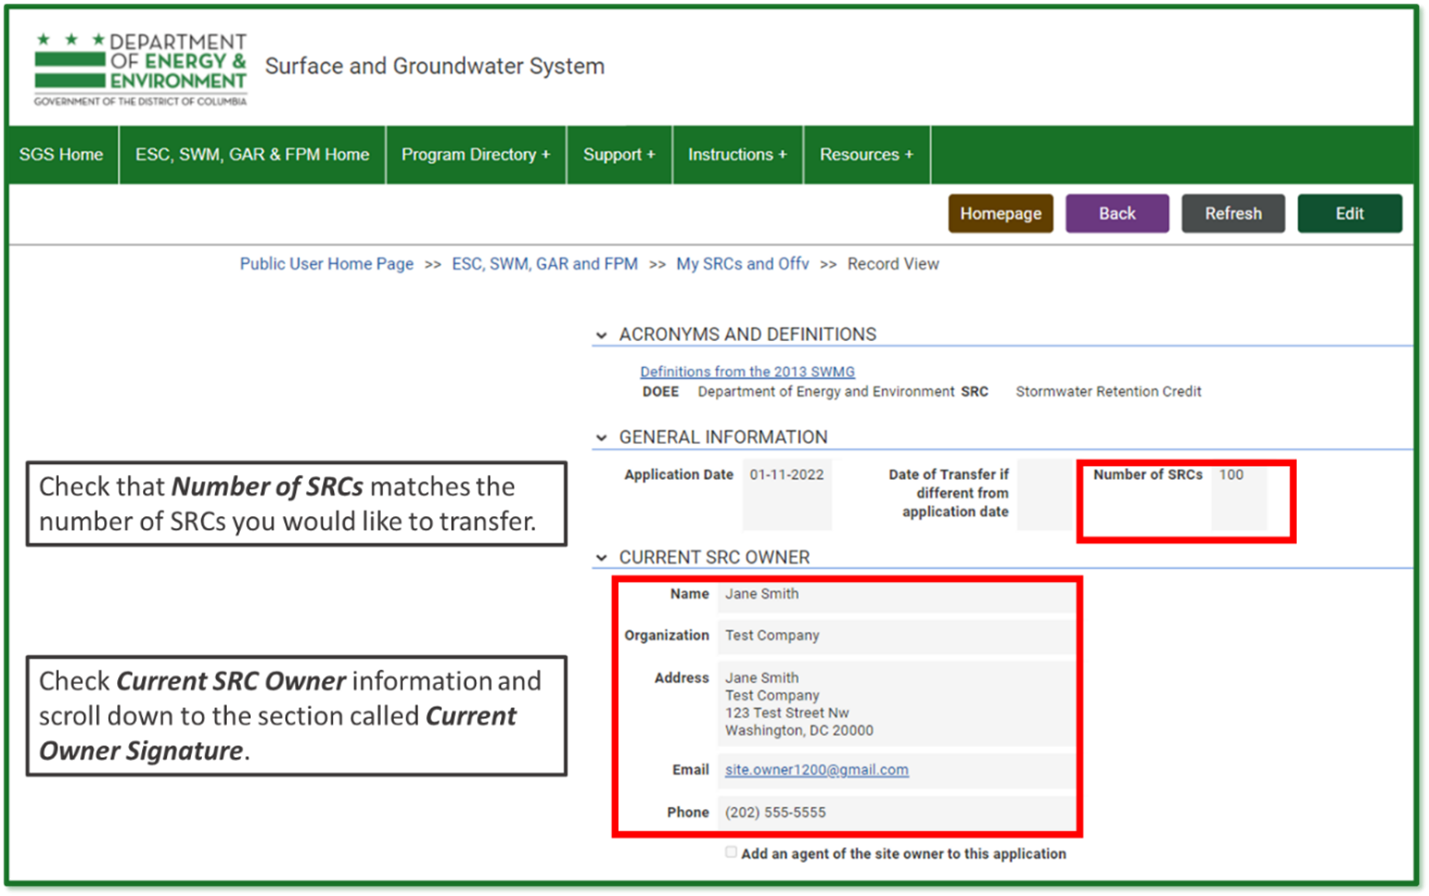 DEPARTMENT
OF ENERGY &
ENVIRONMENT
GOVERNMENT OF THE DISTRICT OF COLUMBIA
Surface and Groundwater System
SGS Home
ESC, SWM, GAR & FPM Home
Program Directory +
Support +
Instructions +
Resources +
Homepage
Back
Refresh
Edit
Public User Home Page >> ESC, SWM, GAR and FPM >> My SRCs and Offv >> Record View
ACRONYMS AND DEFINITIONS
Definitions from the 2013 SWMG
DOEE Department of Energy and Environment SRC Stormwater Retention Credit
GENERAL INFORMATION
Application Date 01-11-2022
Date of Transfer if
different from
application date
Number of SRCs 100
Check that Number of SRCs matches the
number of SRCs you would like to transfer.
CURRENT SRC OWNER
Name Jane Smith
Organization Test Company
Address Jane Smith
Test Company
123 Test Street Nw
Washington, DC 20000
Email site.owner1200@gmail.com
Phone (202) 555-5555
Add an agent of the site owner to this application
Check Current SRC Owner information and
scroll down to the section called Current
Owner Signature.